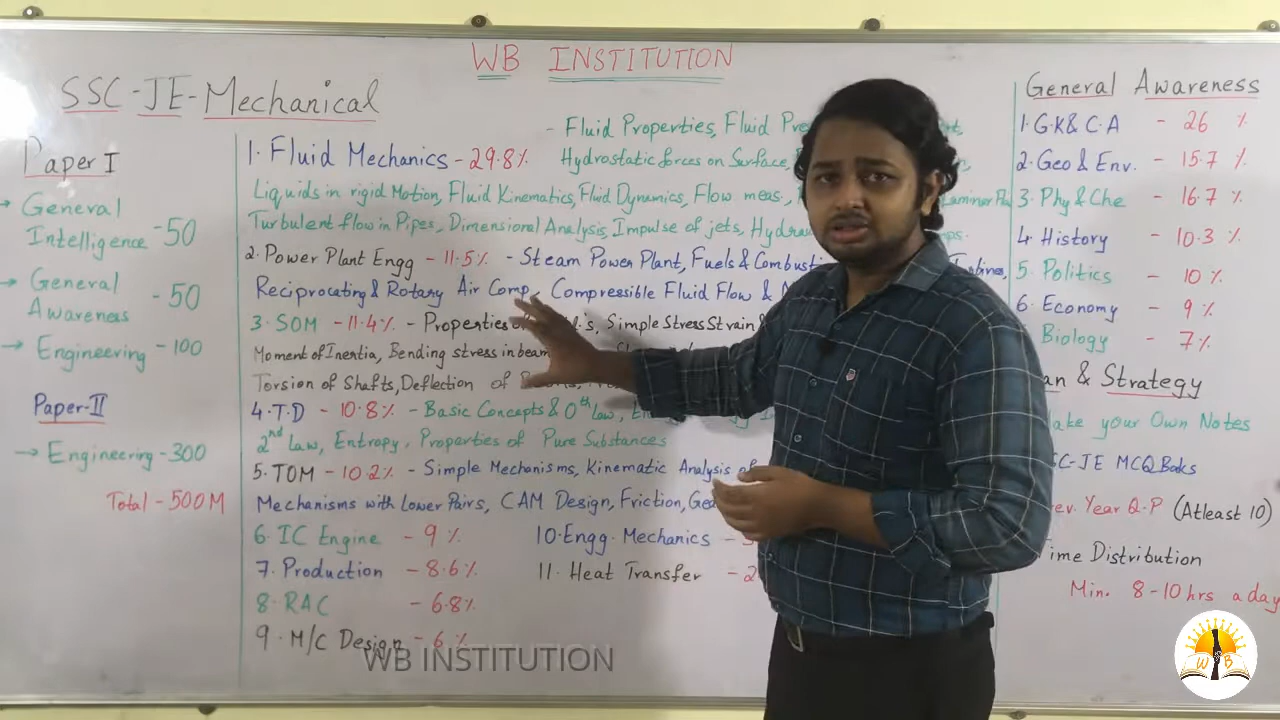 WB INSTITUTION
SSC-JE-Mechanical
Paper I
→ General
Intelligence -50
→ General
Awareness -50
→ Engineering -100
Paper-II
→ Engineering -300
Total -500M
- Fluid Properties, Fluid
1. Fluid Mechanics - 29.8%
Hydrostatic forces on Surface,
Liquids in rigid Motion, Fluid Kinematics, Fluid Dynamics, Flow meas., Laminar
Turbulent flow in Pipes, Dimensional Analysis, Impulse of jets,
2. Power Plant Engg - 11.5% - Steam Power Plant, Fuels &
Reciprocating & Rotary Air Comp, Compressible Fluid Flow &
3. SOM - 11.4% - Simple Stress Strain &
Moment of Inertia, Bending stress in
Torsion of Shafts, Deflection of
4. T.D - 10.8% - Basic Concepts & 0th Law,
2nd Law, Entropy, Properties of Pure Substances
5. TOM - 10.2% - Simple Mechanisms, Kinematic Analysis of
Mechanisms with Lower Pairs, CAM Design, Friction,
6. IC Engine - 9%
7. Production - 8.6%
8. RAC - 6.8%
9. M/C Design - 6%
10. Engg. Mechanics -
11. Heat Transfer -
General Awareness
1. G.K & C.A - 26 %
2. Geo & Env. - 15.7 %
3. Phy & Che - 16.7 %
4. History - 10.3 %
5. Politics - 10 %
6. Economy - 9 %
Biology - 7%
& Strategy
your Own Notes
MCQ Books
Year Q.P (Atleast 10)
Distribution
Min. 8-10 hrs a day
WB INSTITUTION
W B